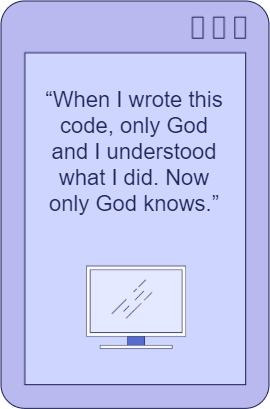 “When I wrote this
code, only God
and I understood
what I did. Now
only God knows.”